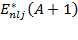 E*nlj(A + 1)